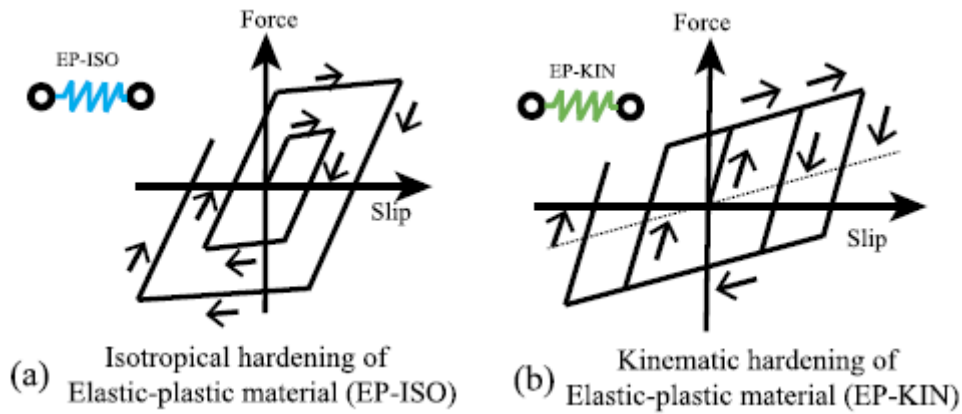 Force
EP-ISO
Slip
(a) Isotropical hardening of
Elastic-plastic material (EP-ISO)
Force
EP-KIN
Slip
(b) Kinematic hardening of
Elastic-plastic material (EP-KIN)